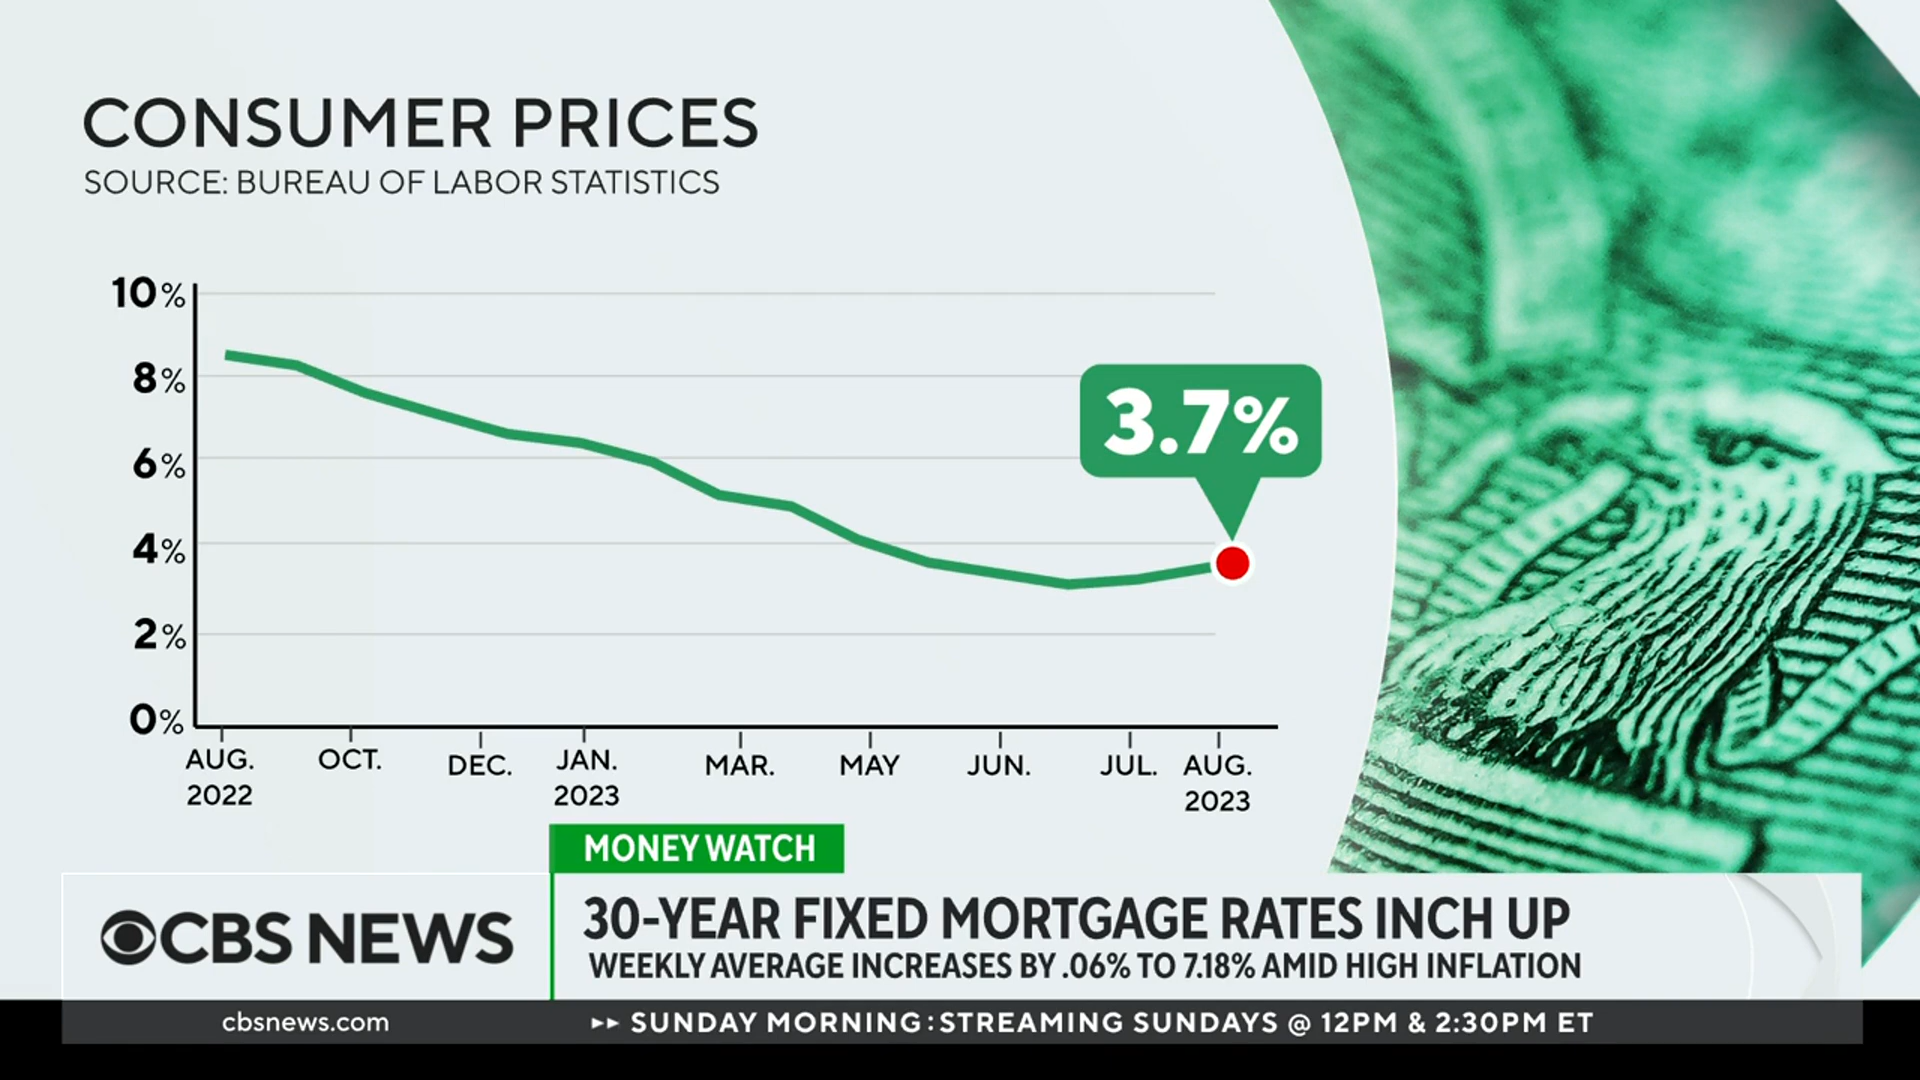 CONSUMER PRICES
SOURCE: BUREAU OF LABOR STATISTICS
10%
8%
6%
4%
2%
0%
3.7%
AUG. OCT. DEC. JAN. MAR. MAY JUN. JUL. AUG.
2022 2023 2023
MONEY WATCH
CBS NEWS
30-YEAR FIXED MORTGAGE RATES INCH UP
WEEKLY AVERAGE INCREASES BY .06% TO 7.18% AMID HIGH INFLATION
cbsnews.com
SUNDAY MORNING: STREAMING SUNDAYS @ 12PM & 2:30PM ET